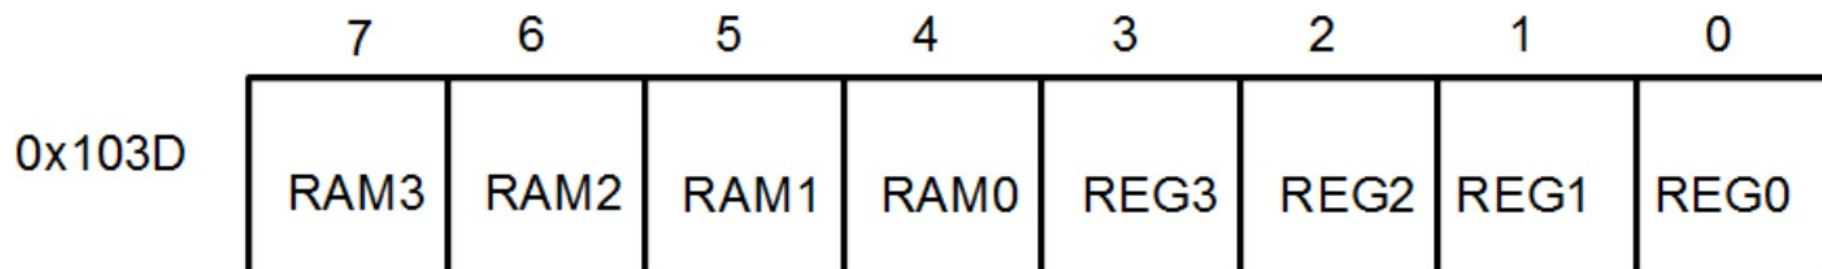 7 6 5 4 3 2 1 0
0x103D
RAM3 RAM2 RAM1 RAM0 REG3 REG2 REG1 REG0